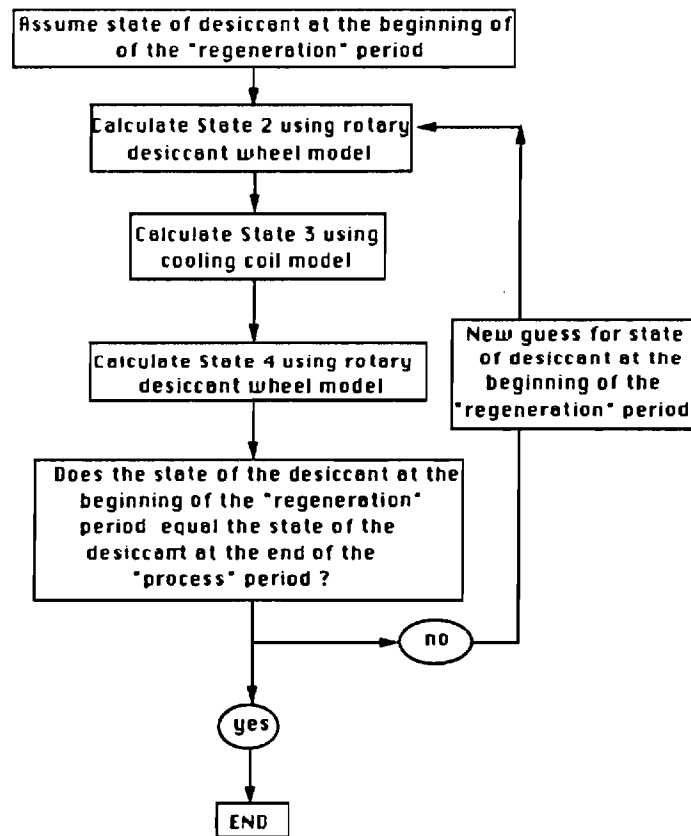 Assume state of desiccant at the beginning of
of the "regeneration" period
Calculate State 2 using rotary
desiccant wheel model
Calculate State 3 using
cooling coil model
New guess for state
of desiccant at the
beginning of the
"regeneration" period
Calculate State 4 using rotary
desiccant wheel model
Does the state of the desiccant at the
beginning of the "regeneration"
period equal the state of the
desiccant at the end of the
"process" period ?
no
yes
END